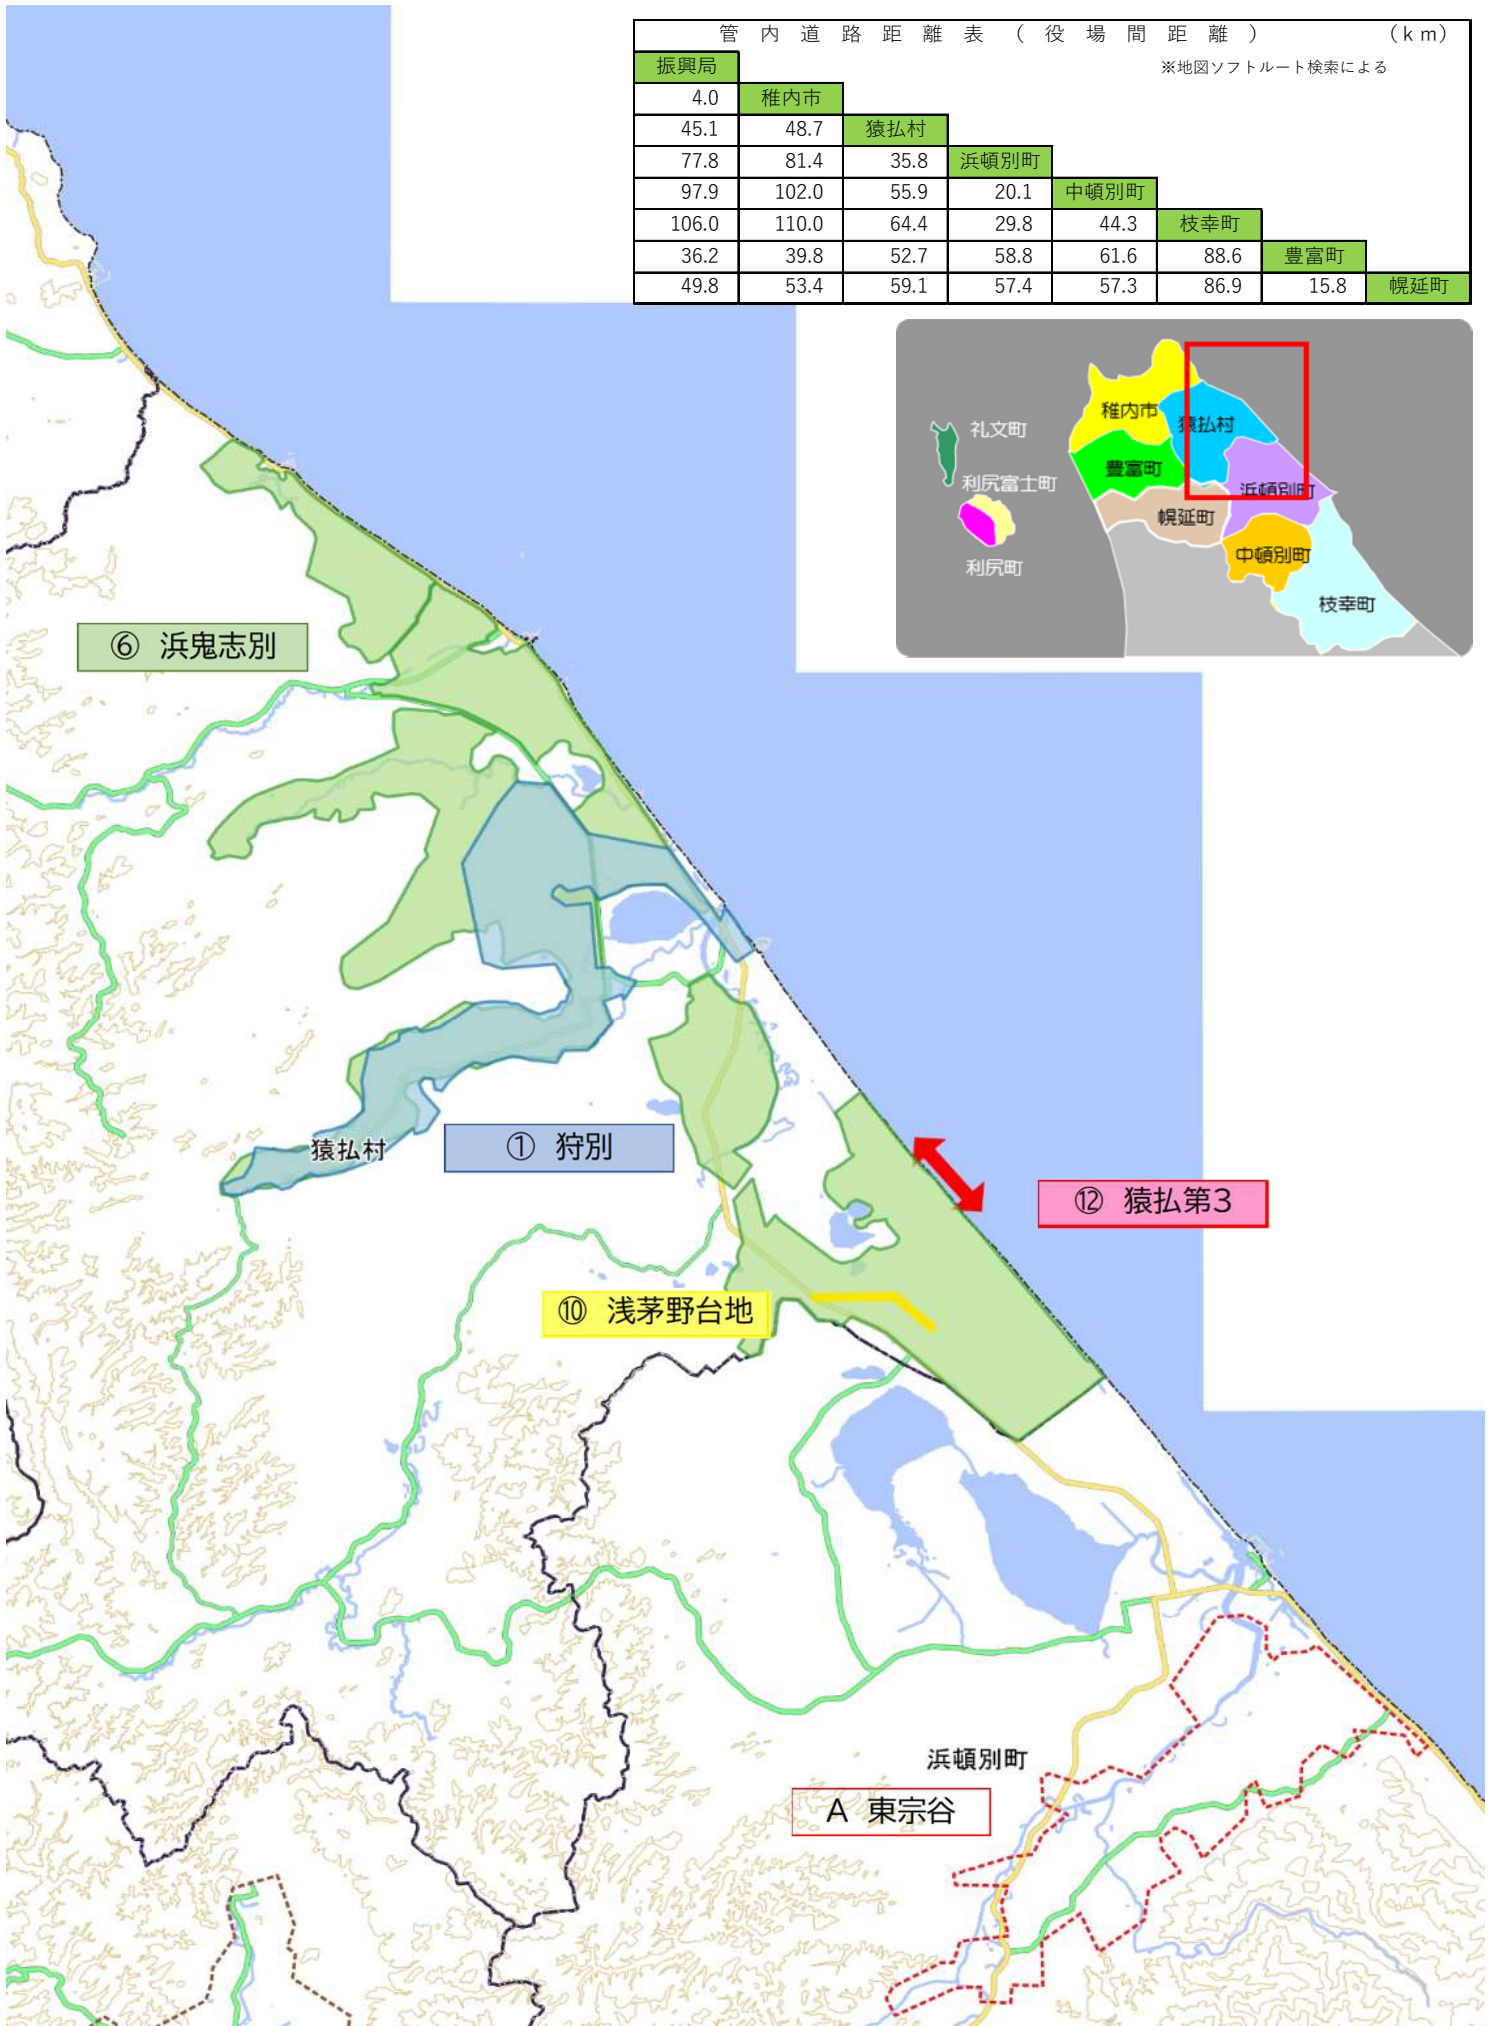 管内道路距離表(役場間距離) (km)
振興局 ※地図ソフトルート検索による
4.0 稚内市
45.1 48.7 猿払村
77.8 81.4 35.8 浜頓別町
97.9 102.0 55.9 20.1 中頓別町
106.0 110.0 64.4 29.8 44.3 枝幸町
36.2 39.8 52.7 58.8 61.6 88.6 豊富町
49.8 53.4 59.1 57.4 57.3 86.9 15.8 幌延町
稚内市
礼文町
猿払村
豊富町
利尻富士町
浜頓別町
幌延町
中頓別町
利尻町
枝幸町
⑥ 浜鬼志別
① 狩別
猿払村
⑫ 猿払第3
⑩ 浅茅野台地
浜頓別町
A 東宗谷